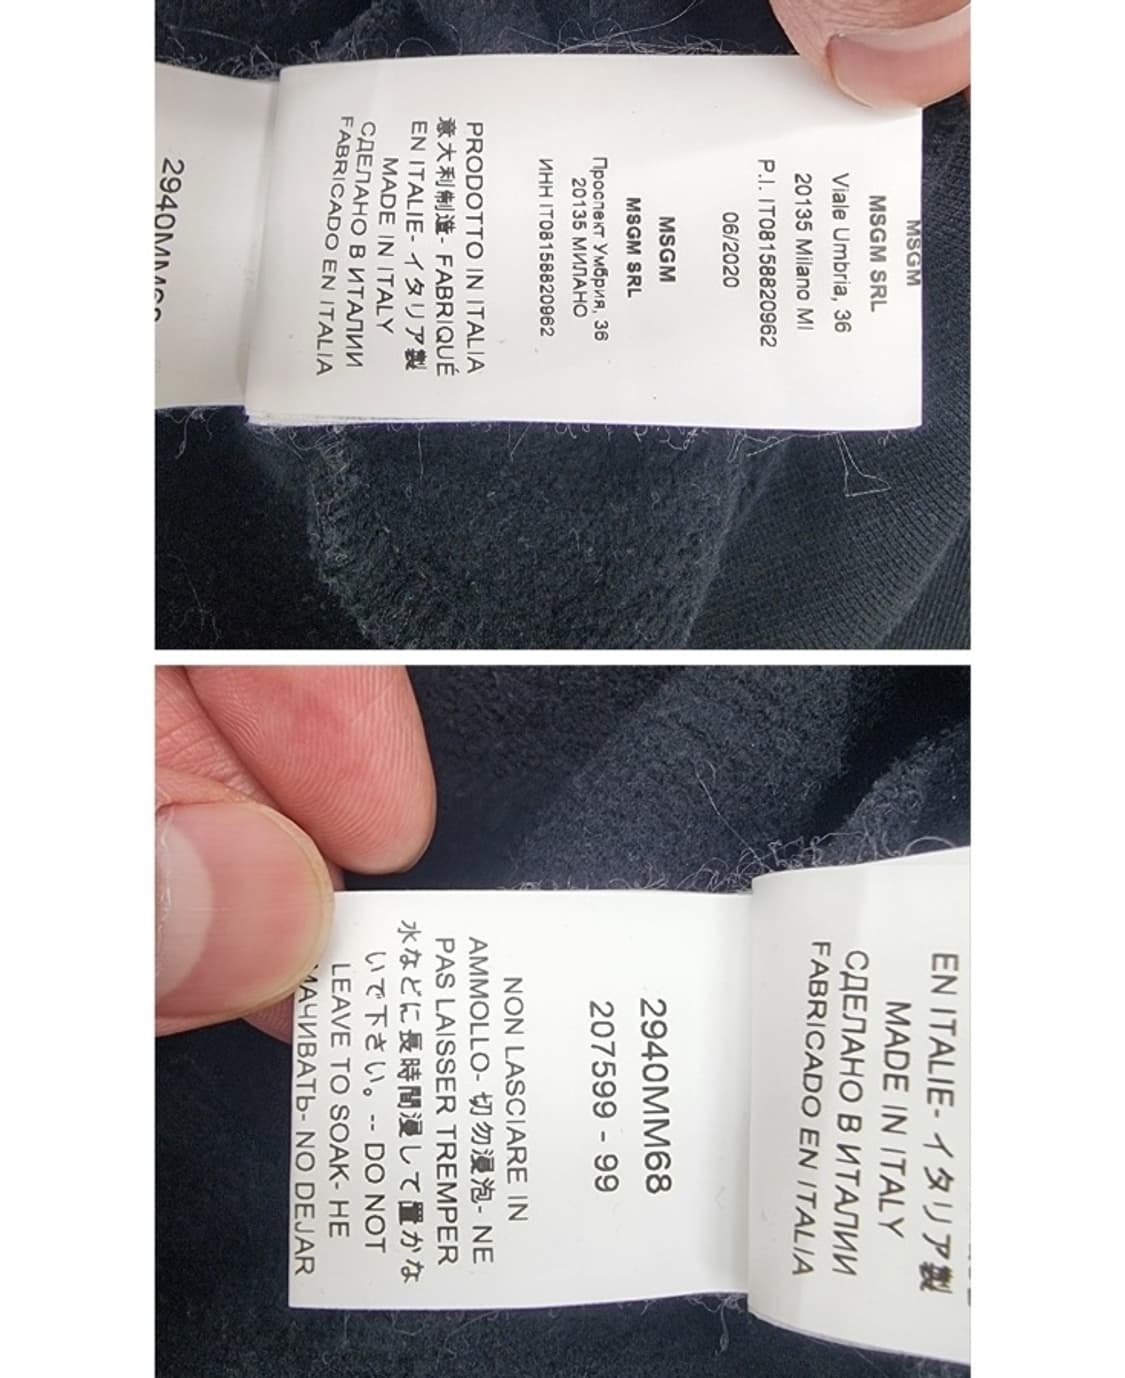 MSGM
MSGM SRL
Viale Umbria, 36
20135 Milano MI
P.I. IT08158820962
06/2020
MSGM
MSGM SRL
Проспект Умбрия, 36
20135 МИЛАНО
ИНН IT08158820962
PRODOTTO IN ITALIA
意大利制造- FABRIQUÉ
EN ITALIE- イタリア製
MADE IN ITALY
СДЕЛАНО В ИТАЛИИ
FABRICADO EN ITALIA
EN ITALIE- イタリア製
MADE IN ITALY
СДЕЛАНО В ИТАЛИИ
FABRICADO EN ITALIA
2940MM68
207599 - 99
NON LASCIARE IN
AMMOLLO- 切勿浸泡- NE
PAS LAISSER TREMPER
水などに長時間浸して置かな
いで下さい。-- DO NOT
LEAVE TO SOAK- НЕ
NO DEJAR